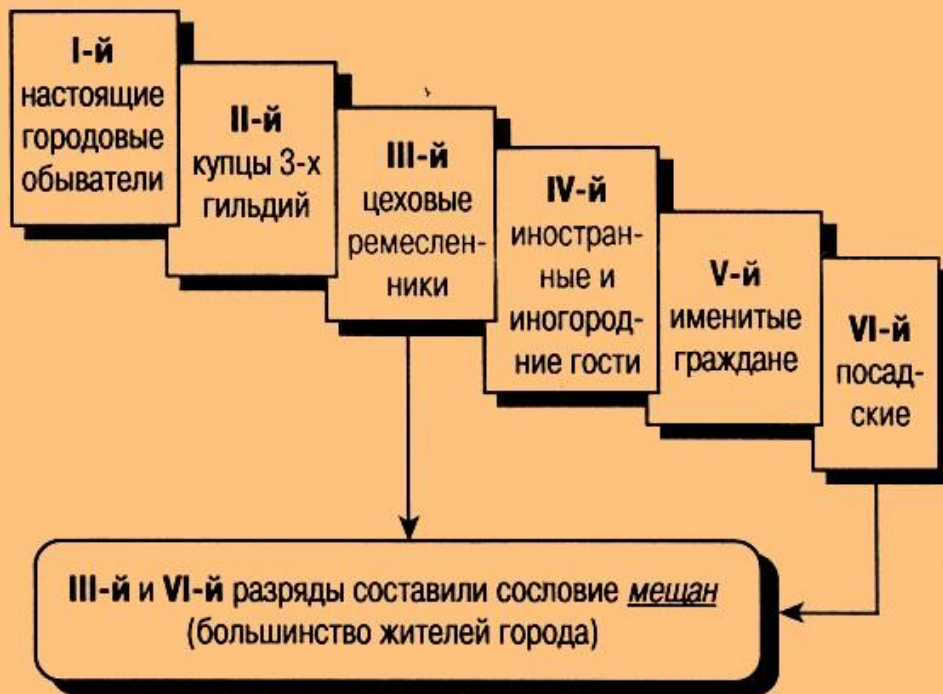 I-й
настоящие
городовые
обыватели
II-й
купцы 3-х
гильдий
III-й
цеховые
ремеслен-
ники
IV-й
иностран-
ные и
иногород-
ние гости
V-й
именитые
граждане
VI-й
посад-
ские
III-й и VI-й разряды составили сословие мещан
(большинство жителей города)